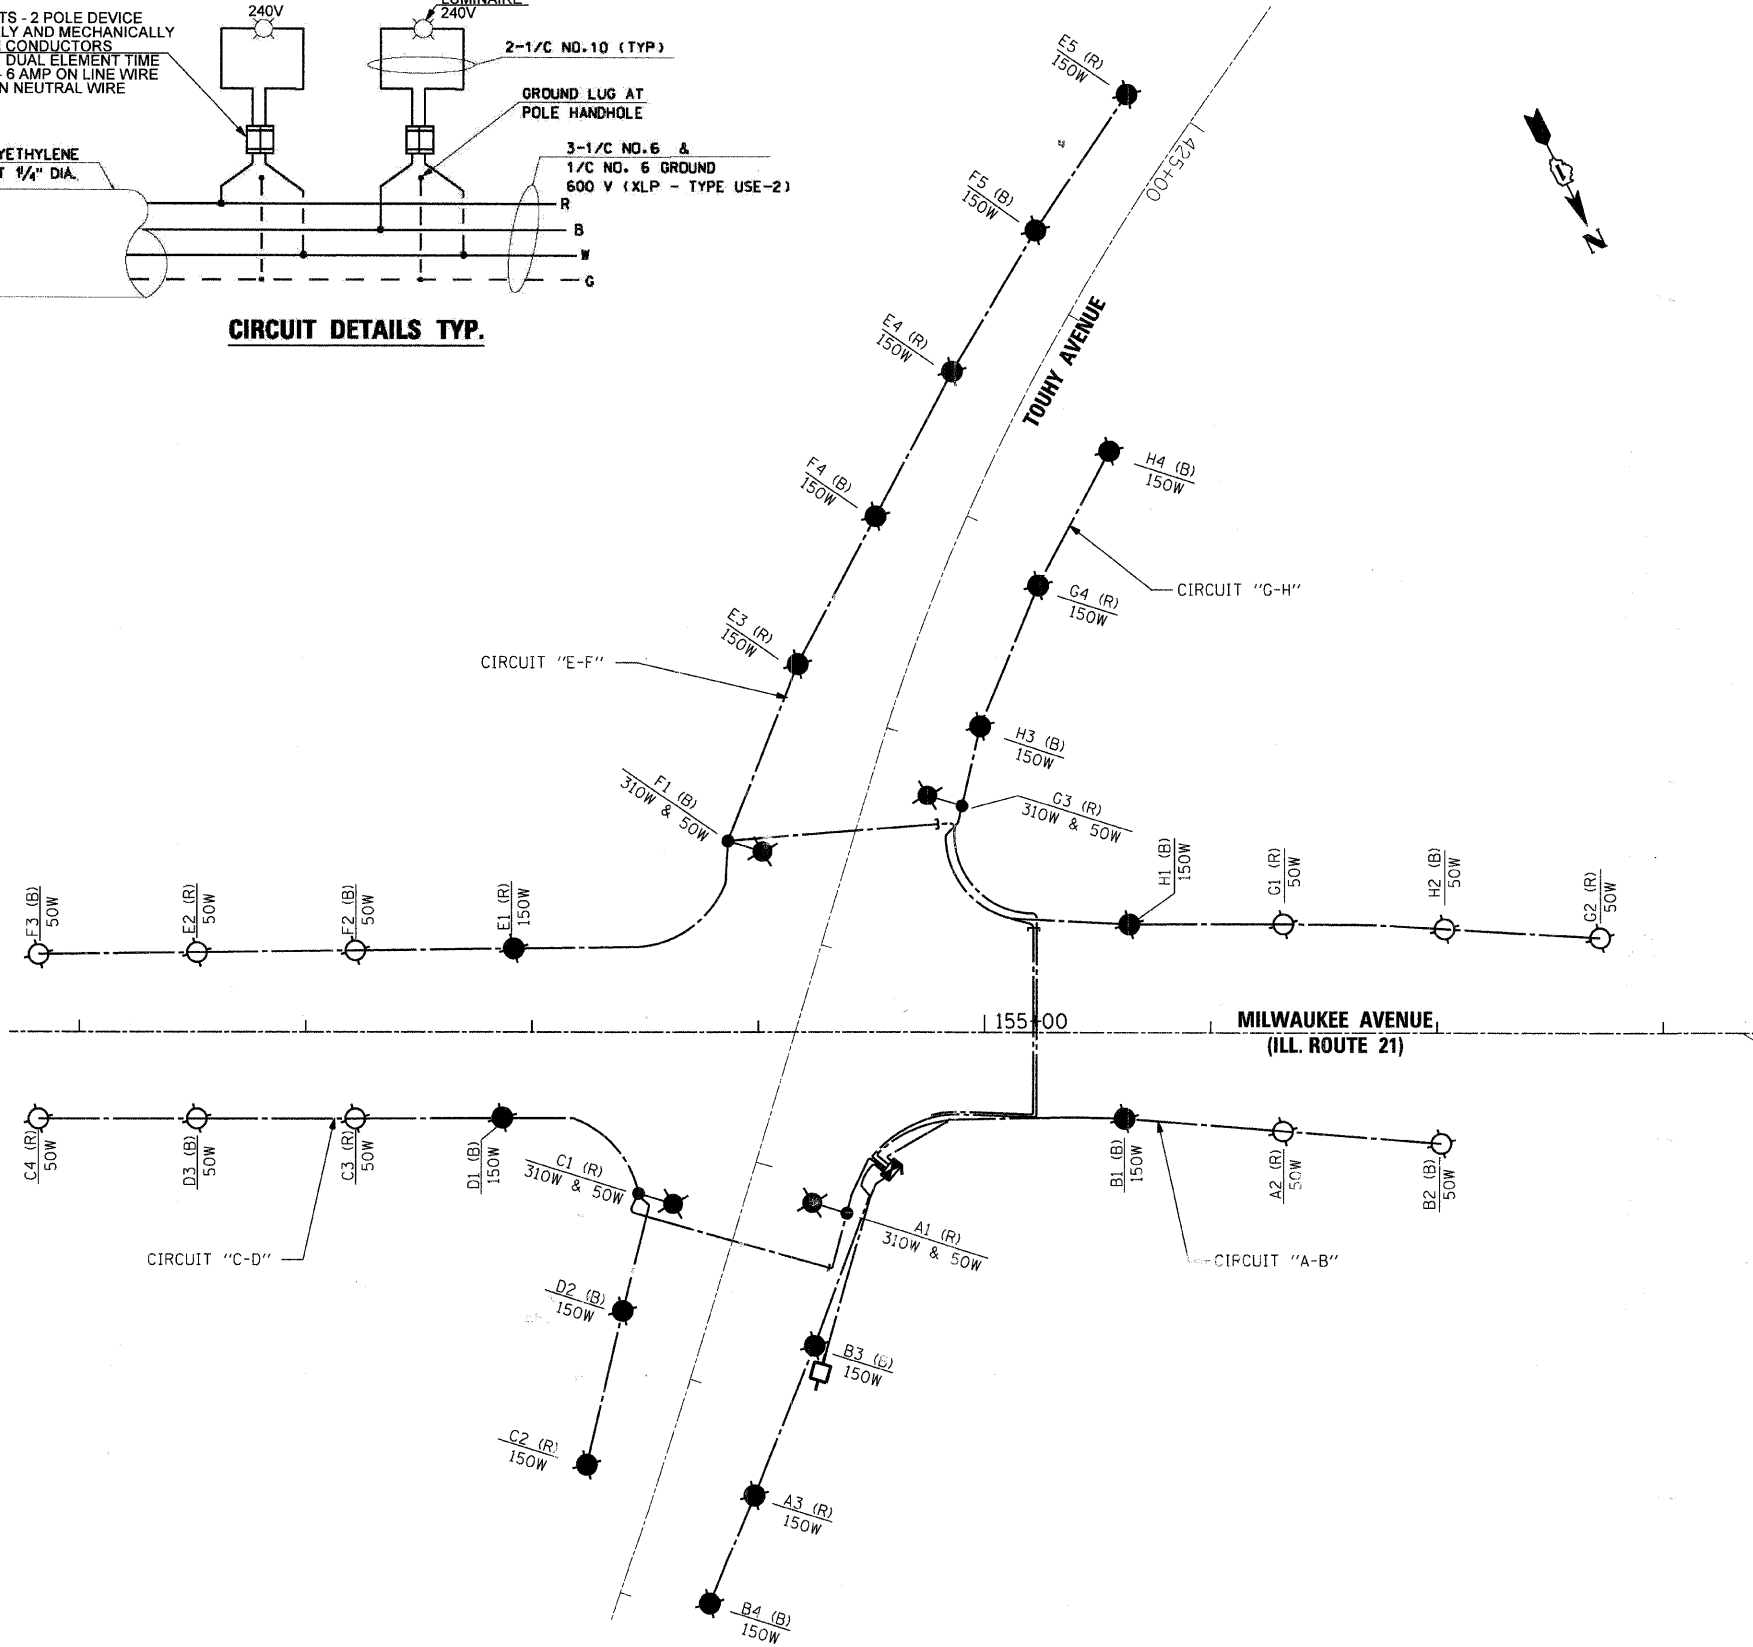 TS - 2 POLE DEVICE
LY AND MECHANICALLY
E CONDUCTORS
DUAL ELEMENT TIME
- 6 AMP ON LINE WIRE
N NEUTRAL WIRE
240V
LUMINAIRE
240V
2-1/C NO.10 (TYP)
GROUND LUG AT
POLE HANDHOLE
YETHYLENE
T 1¼" DIA.
3-1/C NO.6 &
1/C NO. 6 GROUND
600 V (XLP - TYPE USE-2)
R
B
W
G
CIRCUIT DETAILS TYP.
E5 (R)
150W
F5 (B)
150W
425+00
N
E4 (R)
150W
TOUHY AVENUE
F4 (B)
150W
H4 (B)
150W
G4 (R)
150W
CIRCUIT "G-H"
E3 (R)
150W
CIRCUIT "E-F"
H3 (B)
150W
F1 (B)
310W & 50W
G3 (R)
310W & 50W
F3 (B)
50W
E2 (R)
50W
F2 (B)
50W
E1 (R)
150W
H1 (B)
150W
G1 (R)
50W
H2 (B)
50W
G2 (R)
50W
155+00
MILWAUKEE AVENUE
(ILL. ROUTE 21)
C4 (R)
50W
D3 (B)
50W
C3 (R)
50W
D1 (B)
150W
C1 (R)
310W & 50W
A1 (R)
310W & 50W
B1 (B)
150W
A2 (R)
50W
B2 (B)
50W
CIRCUIT "C-D"
CIRCUIT "A-B"
D2 (B)
150W
B3 (B)
150W
C2 (R)
150W
A3 (R)
150W
B4 (B)
150W